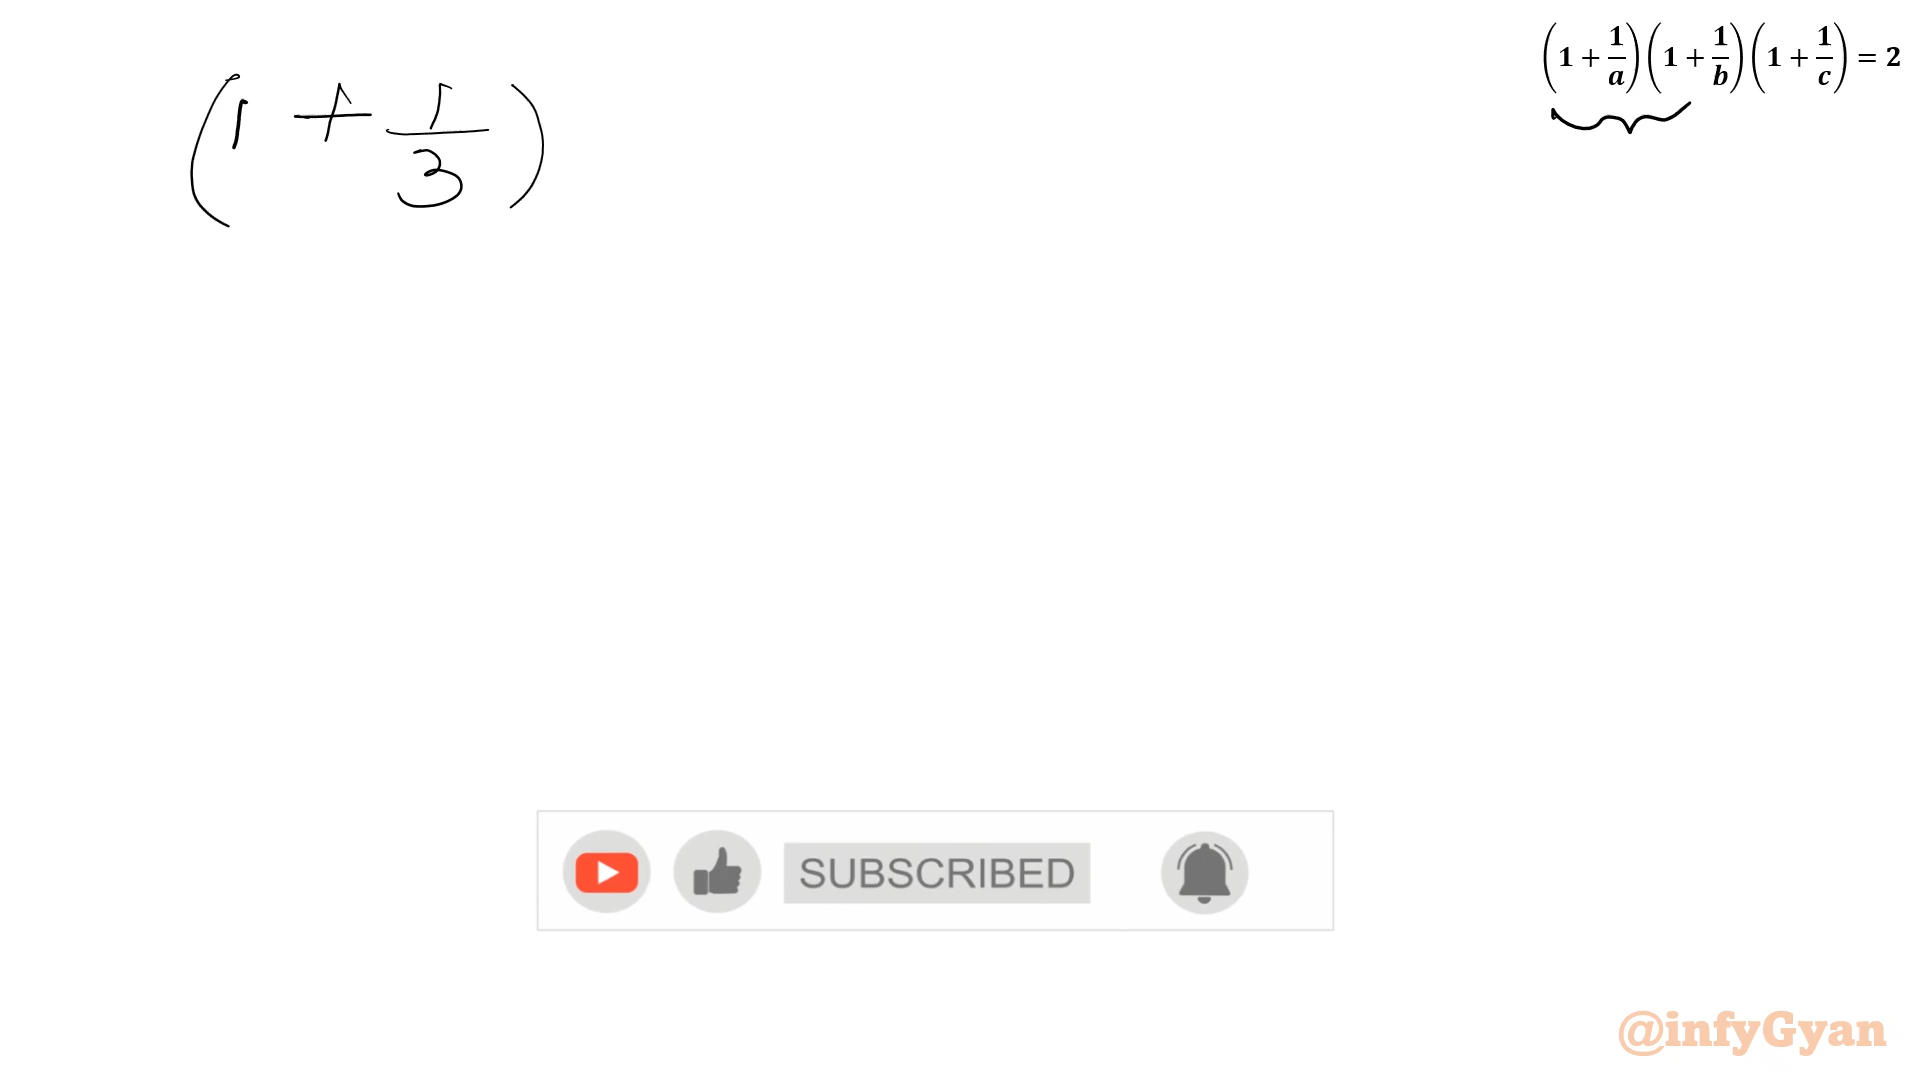 (1 + 1/3)
(1 + 1/a)(1 + 1/b)(1 + 1/c) = 2
SUBSCRIBED
@infyGyan